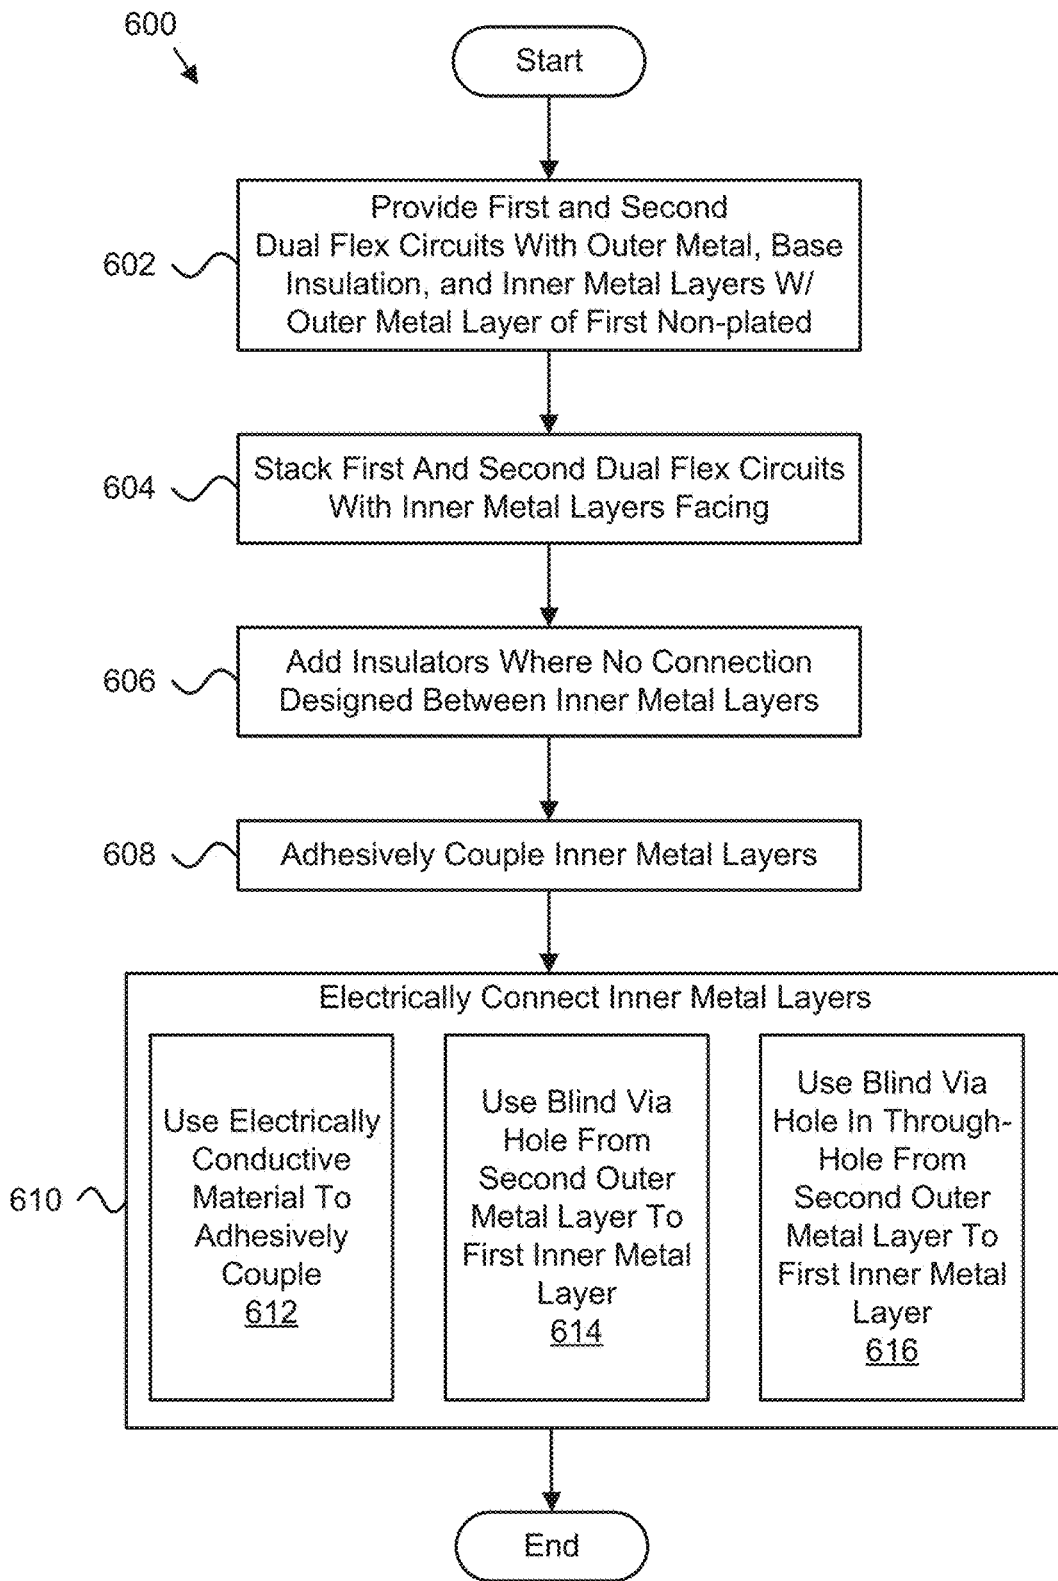 600
Start
602
Provide First and Second
Dual Flex Circuits With Outer Metal, Base
Insulation, and Inner Metal Layers W/
Outer Metal Layer of First Non-plated
604
Stack First And Second Dual Flex Circuits
With Inner Metal Layers Facing
606
Add Insulators Where No Connection
Designed Between Inner Metal Layers
608
Adhesively Couple Inner Metal Layers
610
Electrically Connect Inner Metal Layers
Use Electrically
Conductive
Material To
Adhesively
Couple
612
Use Blind Via
Hole From
Second Outer
Metal Layer To
First Inner Metal
Layer
614
Use Blind Via
Hole In Through-
Hole From
Second Outer
Metal Layer To
First Inner Metal
Layer
616
End